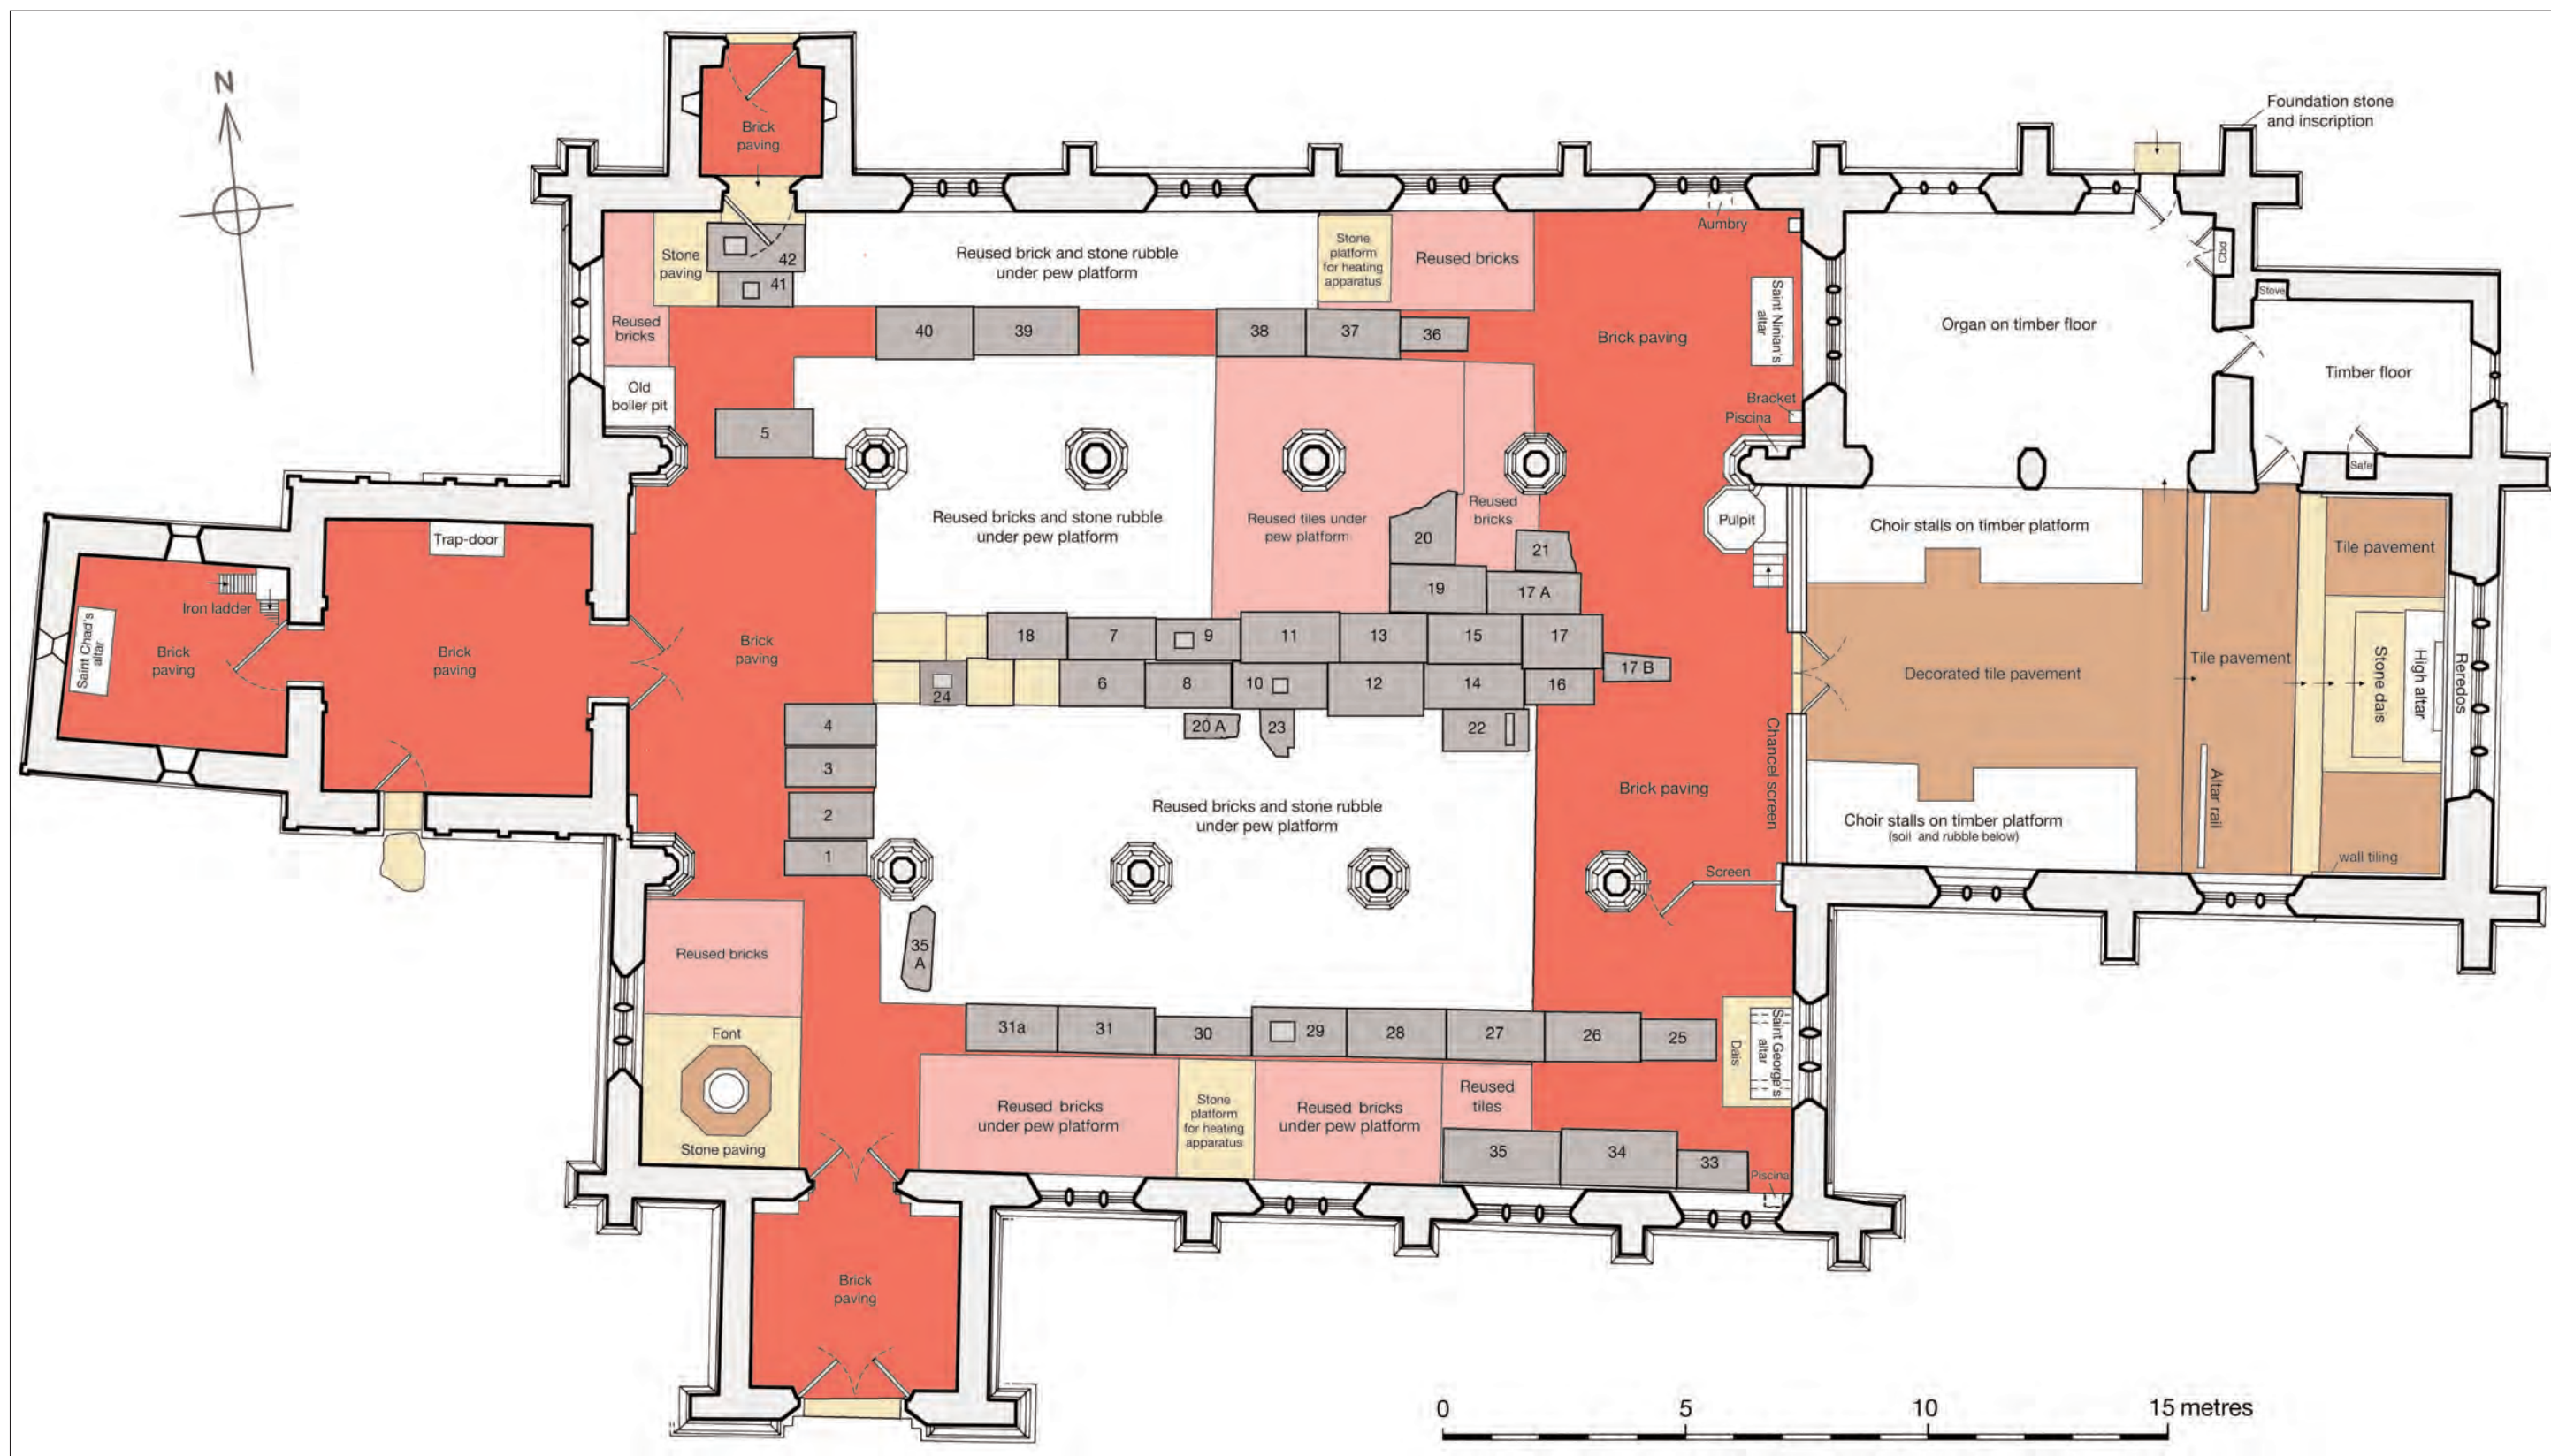 N
Foundation stone
and inscription
Brick
paving
Aumbry
Cbd
Stone
paving
42
41
Reused brick and stone rubble
under pew platform
Stone
platform
for heating
apparatus
Reused bricks
Saint Ninian's
altar
Organ on timber floor
Stove
Reused
bricks
40
39
38
37
36
Brick paving
Timber floor
Old
boiler pit
Bracket
Piscina
5
Safe
Trap-door
Reused bricks and stone rubble
under pew platform
Reused tiles under
pew platform
Reused
bricks
20
21
Pulpit
Choir stalls on timber platform
Tile pavement
Iron ladder
19
17 A
Saint Chad's
altar
Brick
paving
Brick
paving
Brick
paving
18
7
9
11
13
15
17
17 B
24
6
8
10
12
14
16
Decorated tile pavement
Tile pavement
Stone dais
High altar
Reredos
4
3
2
1
20 A
23
22
Chancel screen
Altar rail
Reused bricks and stone rubble
under pew platform
Brick paving
Choir stalls on timber platform
(soil and rubble below)
wall tiling
Screen
Reused bricks
35
A
31a
31
30
29
28
27
26
25
Font
Dais
Saint George's
altar
Reused bricks
under pew platform
Stone
platform
for heating
apparatus
Reused bricks
under pew platform
Reused
tiles
Stone paving
35
34
33
Piscina
Brick
paving
0 5 10 15 metres